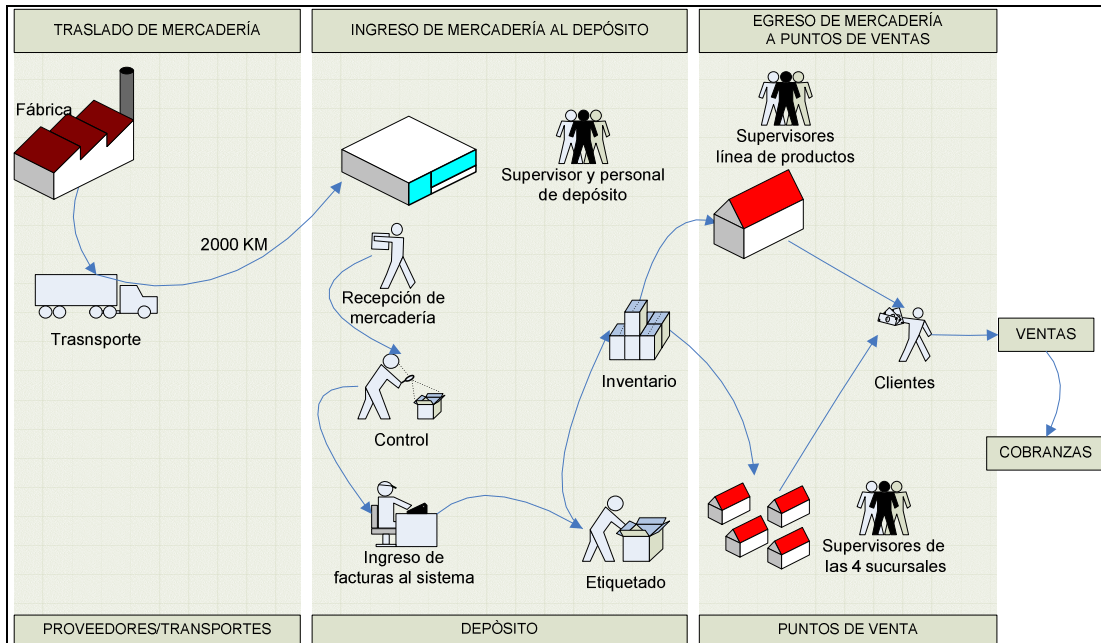 TRASLADO DE MERCADERÍA
INGRESO DE MERCADERÍA AL DEPÓSITO
EGRESO DE MERCADERÍA
A PUNTOS DE VENTAS
Fábrica
2000 KM
Trasnsporte
Supervisor y personal
de depósito
Recepción de
mercadería
Control
Ingreso de
facturas al sistema
Etiquetado
Inventario
Supervisores
línea de productos
Clientes
Supervisores de
las 4 sucursales
VENTAS
COBRANZAS
PROVEEDORES/TRANSPORTES
DEPÒSITO
PUNTOS DE VENTA